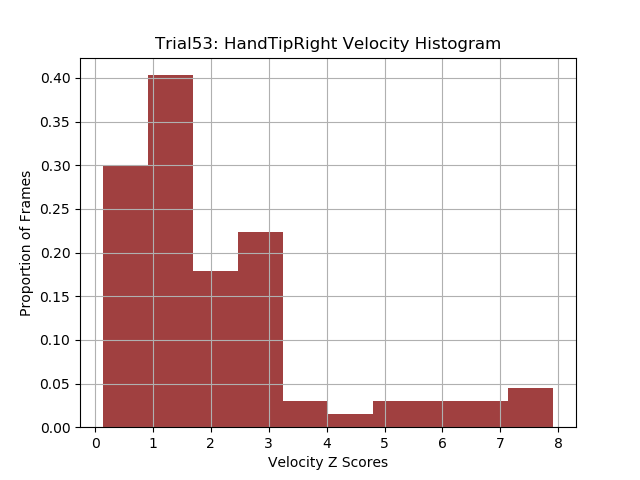 Trial53: HandTipRight Velocity Histogram
0.40
0.35
0.30
0.25
0.20
0.15
0.10
0.05
0.00
Proportion of Frames
0 1 2 3 4 5 6 7 8
Velocity Z Scores